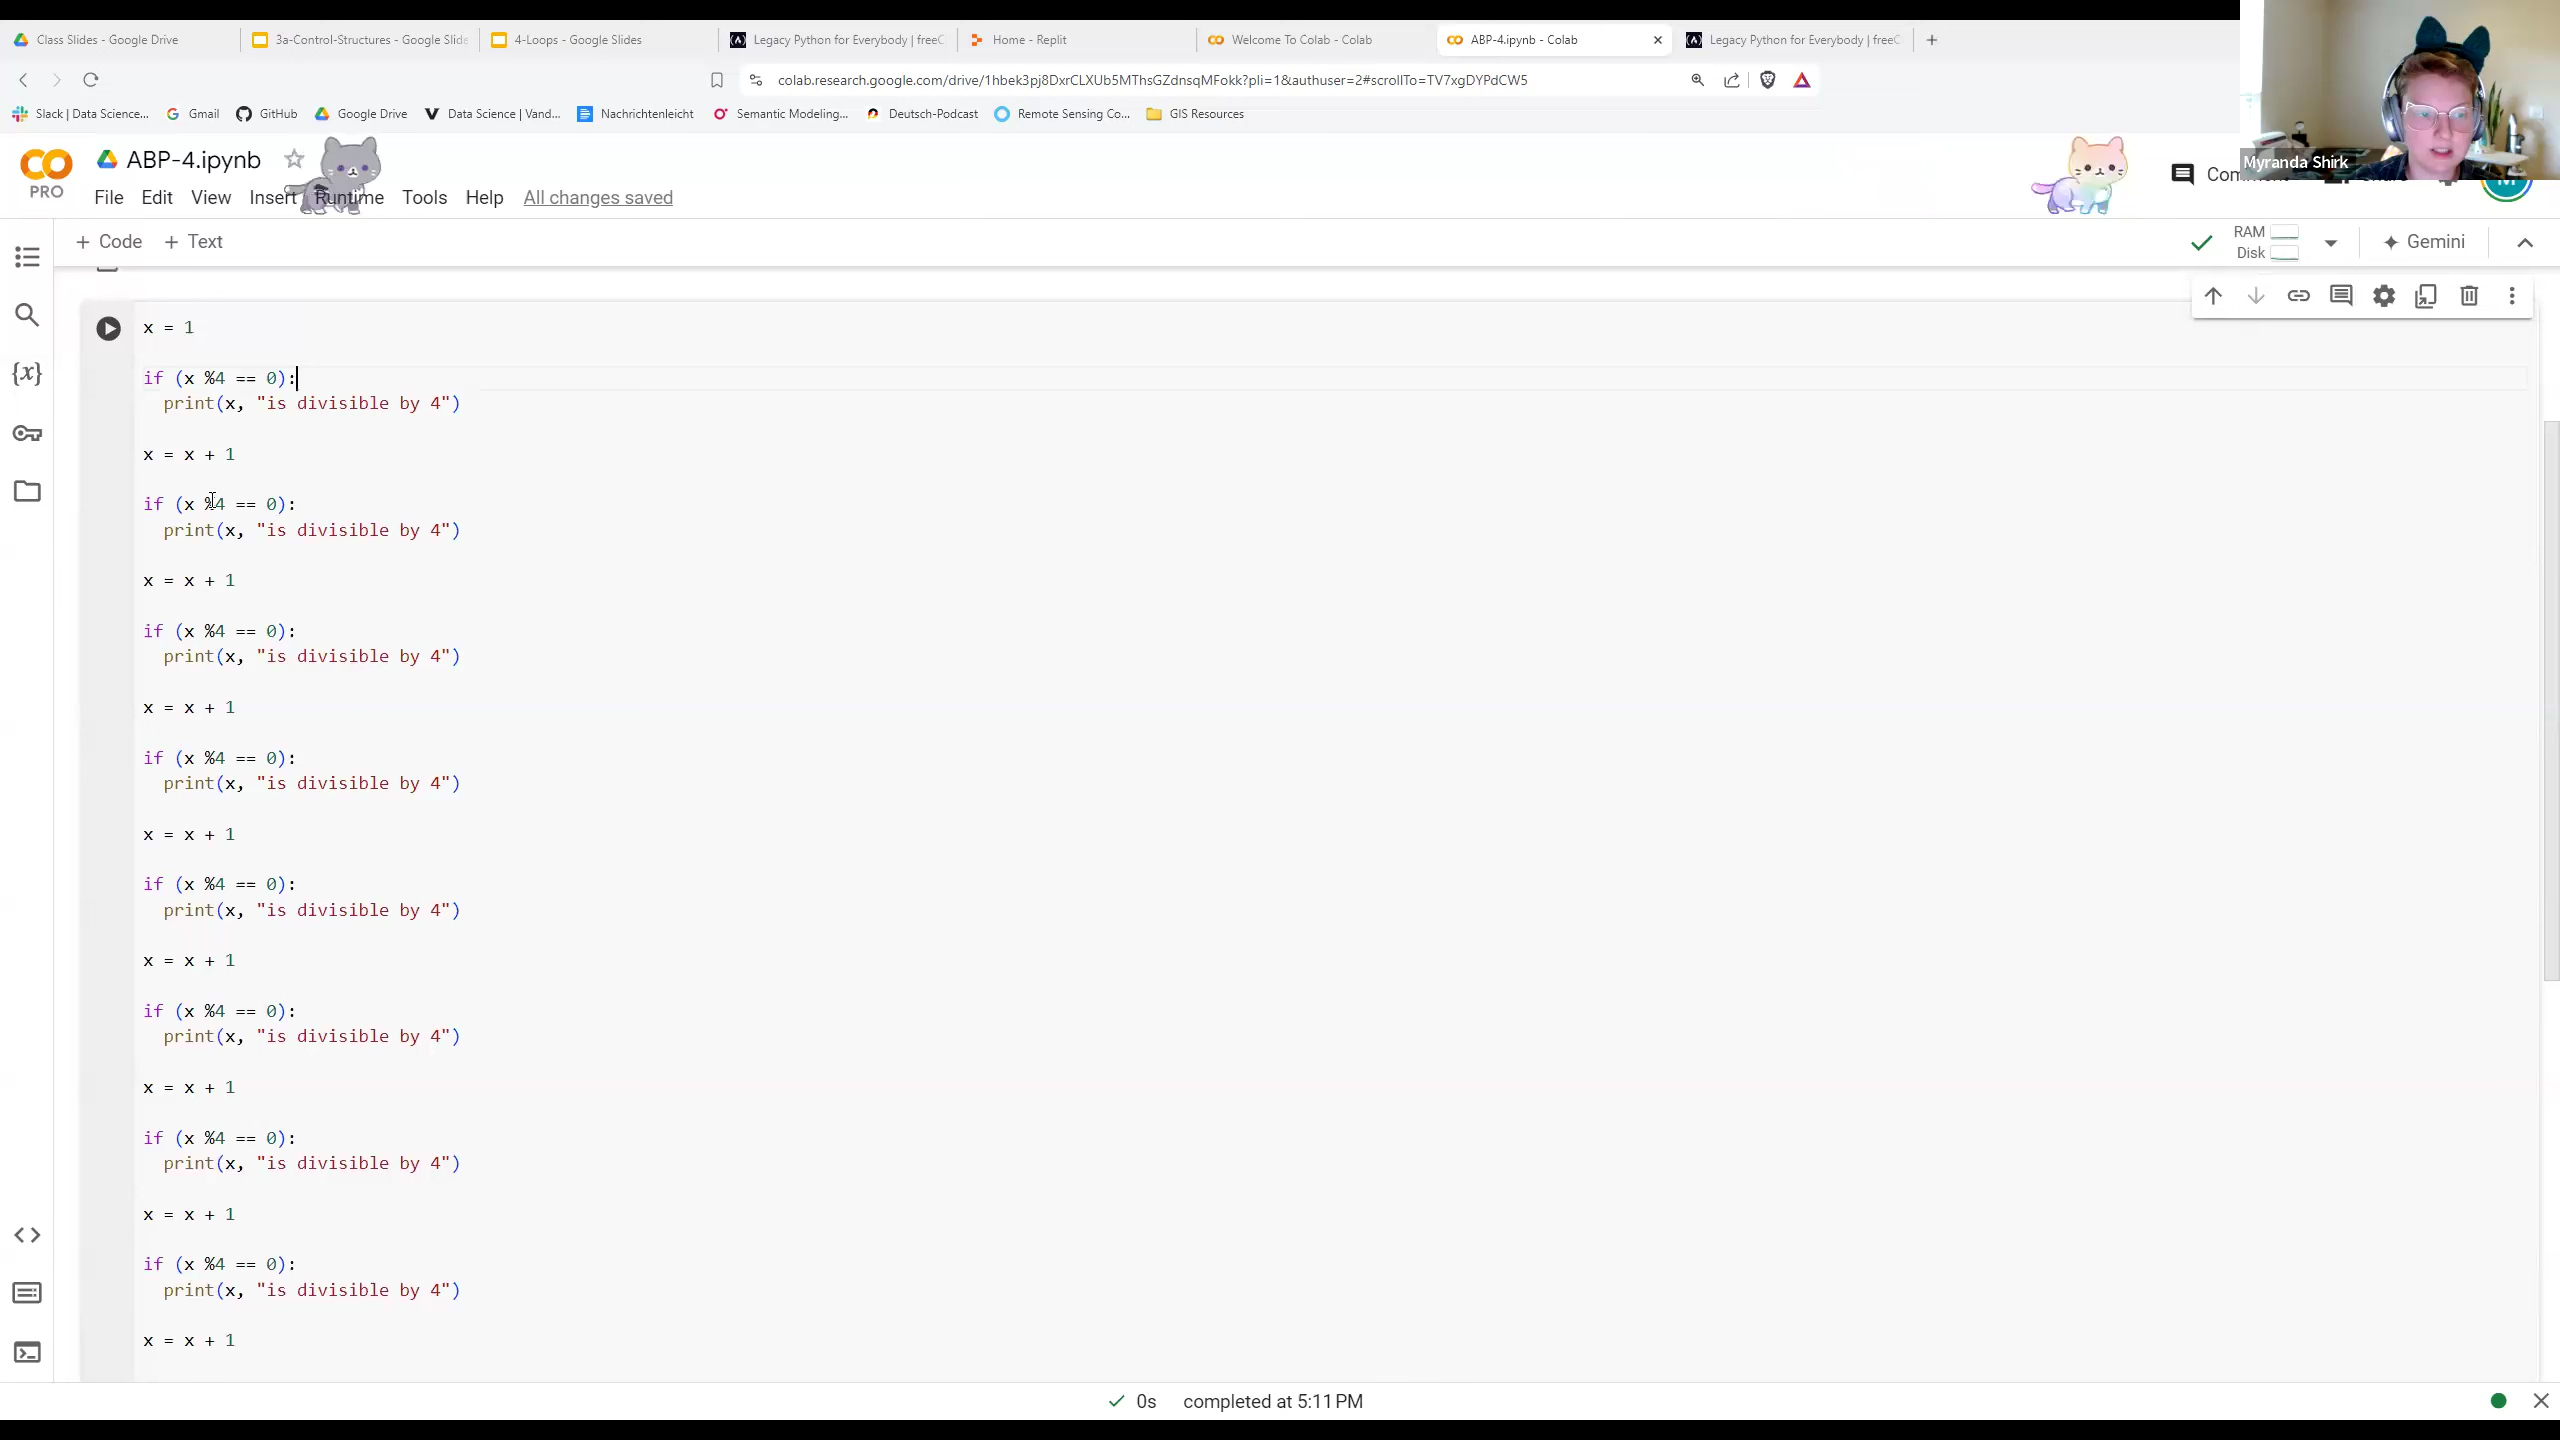 Class Slides - Google Drive
3a-Control-Structures - Google Slide
4-Loops - Google Slides
Legacy Python for Everybody | freeC
Home - Replit
Welcome To Colab - Colab
ABP-4.ipynb - Colab
Legacy Python for Everybody | freeC
colab.research.google.com/drive/1hbek3pj8DxrCLXUb5MThsGZdnsqMFokk?pli=1&authuser=2#scrollTo=TV7xgDYPdCW5
Slack | Data Science...
Gmail
GitHub
Google Drive
Data Science | Vand...
Nachrichtenleicht
Semantic Modeling...
Deutsch-Podcast
Remote Sensing Co...
GIS Resources
Myranda Shirk
CO
PRO
ABP-4.ipynb
File Edit View Insert Runtime Tools Help All changes saved
+ Code + Text
RAM
Disk
Gemini
{x}
x = 1
if (x %4 == 0):
print(x, "is divisible by 4")
x = x + 1
if (x %4 == 0):
print(x, "is divisible by 4")
x = x + 1
if (x %4 == 0):
print(x, "is divisible by 4")
x = x + 1
if (x %4 == 0):
print(x, "is divisible by 4")
x = x + 1
if (x %4 == 0):
print(x, "is divisible by 4")
x = x + 1
if (x %4 == 0):
print(x, "is divisible by 4")
x = x + 1
if (x %4 == 0):
print(x, "is divisible by 4")
x = x + 1
if (x %4 == 0):
print(x, "is divisible by 4")
x = x + 1
0s completed at 5:11 PM